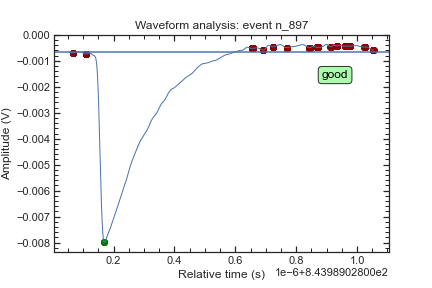 Waveform analysis: event n_897
0.000
−0.001
−0.002
−0.003
−0.004
−0.005
−0.006
−0.007
−0.008
Amplitude (V)
good
0.2 0.4 0.6 0.8 1.0
Relative time (s)
1e−6+8.4398902800e2